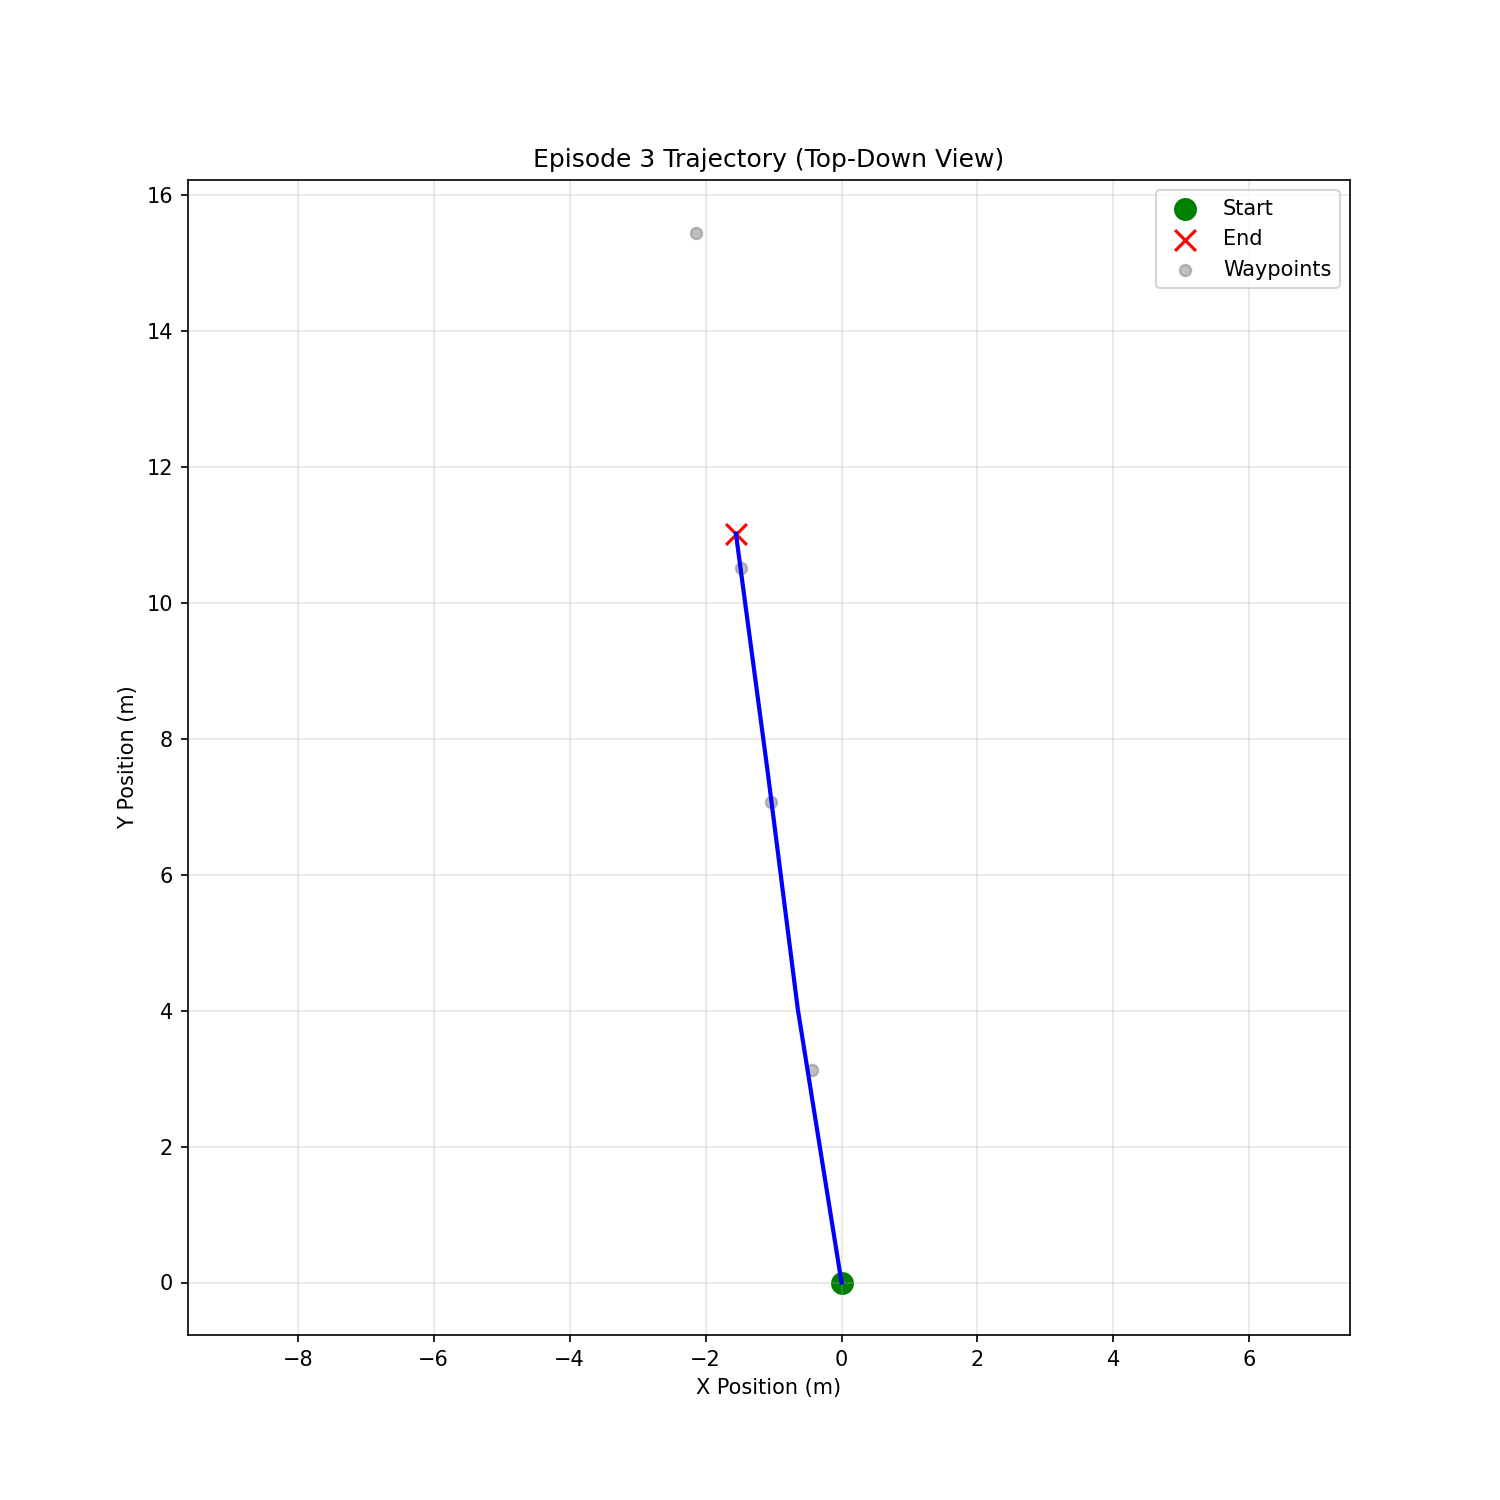 Episode 3 Trajectory (Top-Down View)
Start
End
Waypoints
16
14
12
10
8
6
4
2
0
Y Position (m)
−8
−6
−4
−2
0
2
4
6
X Position (m)